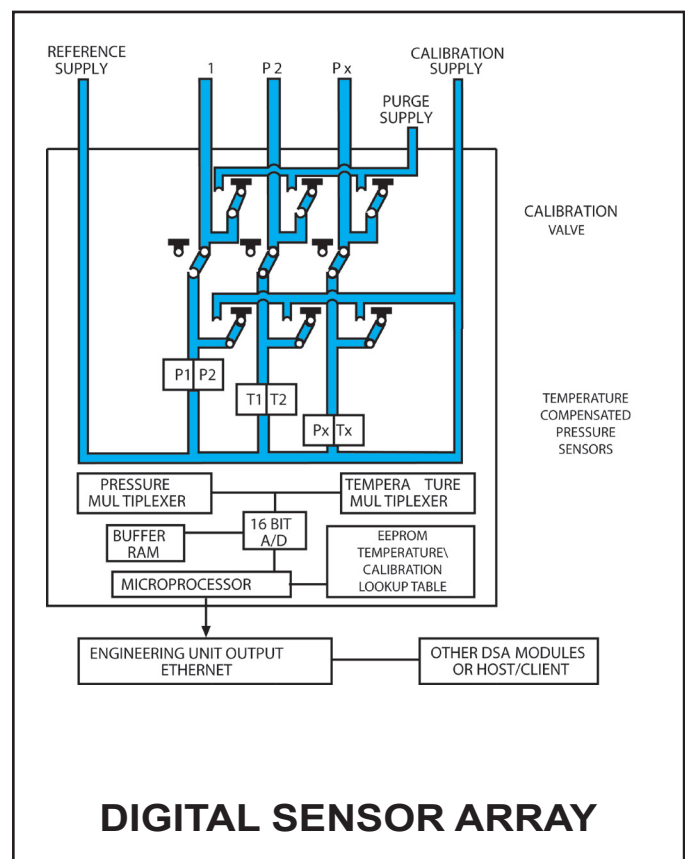 REFERENCE
SUPPLY
1
P 2
P x
CALIBRATION
SUPPLY
PURGE
SUPPLY
CALIBRATION
VALVE
P1 P2
T1 T2
Px Tx
TEMPERATURE
COMPENSATED
PRESSURE
SENSORS
PRESSURE
MUL TIPLEXER
TEMPERA TURE
MUL TIPLEXER
16 BIT
A/D
BUFFER
RAM
EEPROM
TEMPERATURE\
CALIBRATION
LOOKUP TABLE
MICROPROCESSOR
ENGINEERING UNIT OUTPUT
ETHERNET
OTHER DSA MODULES
OR HOST/CLIENT
DIGITAL SENSOR ARRAY